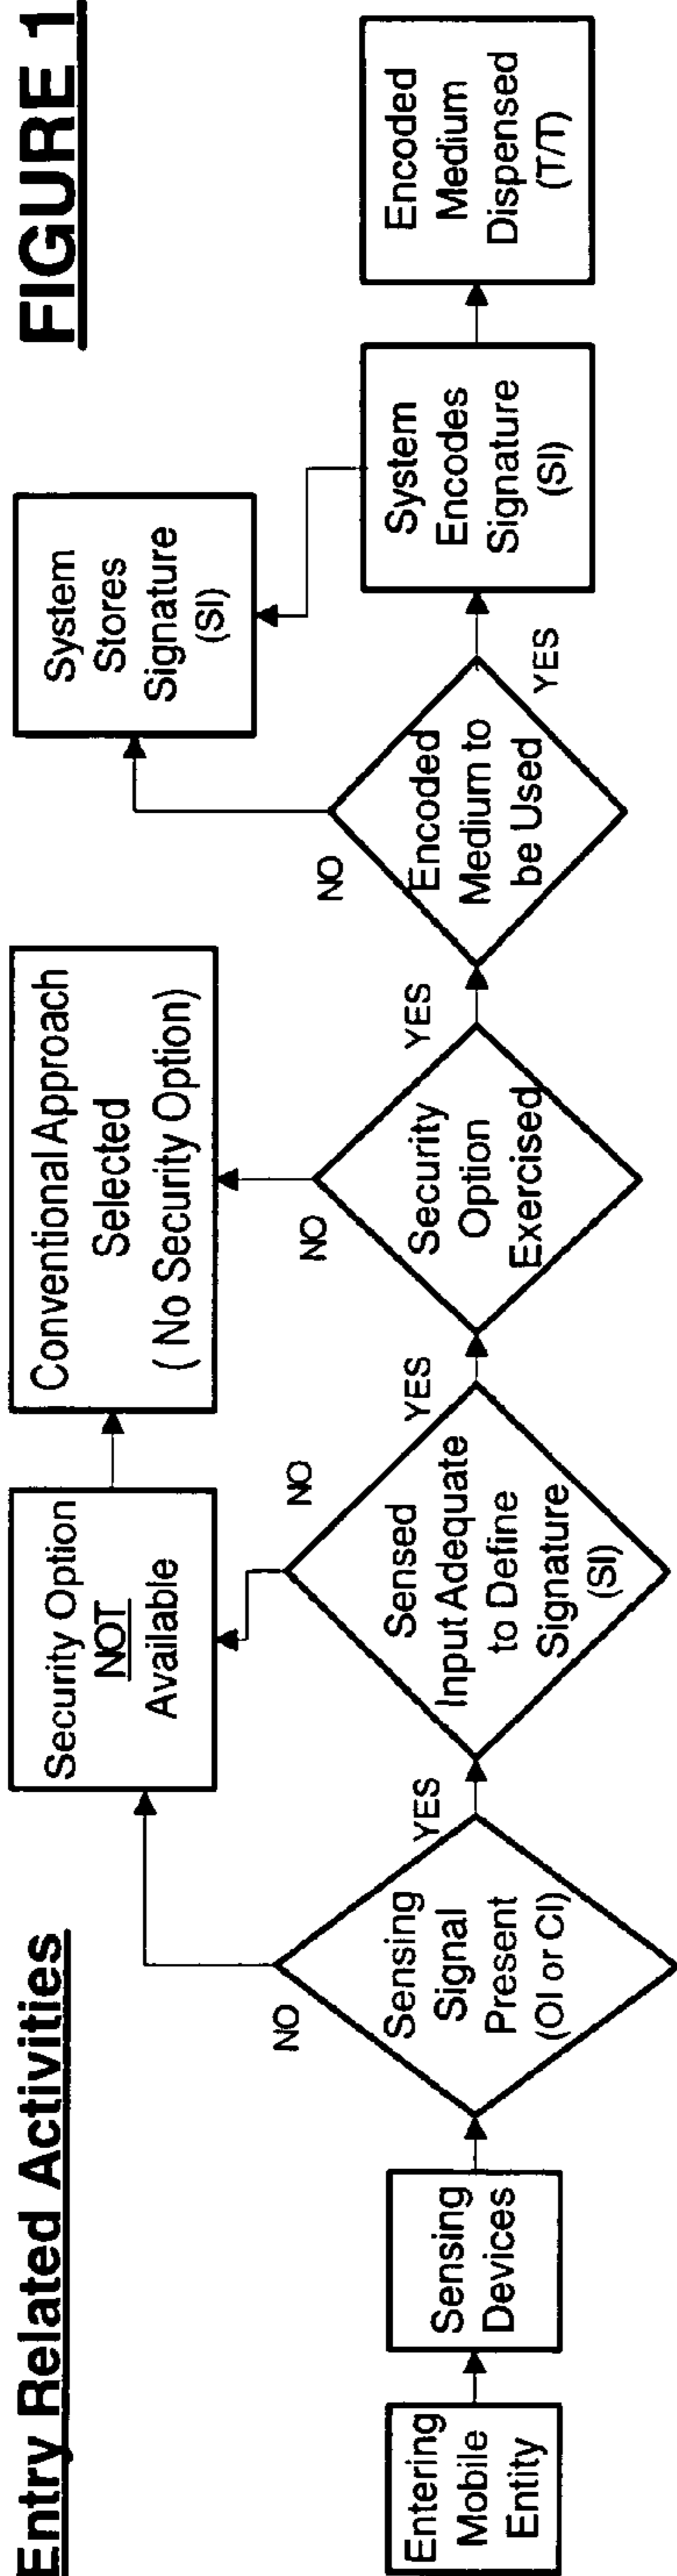 Entry Related Activities
FIGURE 1
Entering
Mobile
Entity
Sensing
Devices
Sensing
Signal
Present
(OI or CI)
NO
YES
Security Option
NOT
Available
Sensed
Input Adequate
to Define
Signature
(SI)
NO
YES
Conventional Approach
Selected
( No Security Option)
Security
Option
Exercised
NO
YES
Encoded
Medium to
be Used
NO
YES
System
Stores
Signature
(SI)
System
Encodes
Signature
(SI)
Encoded
Medium
Dispensed
(T/T)